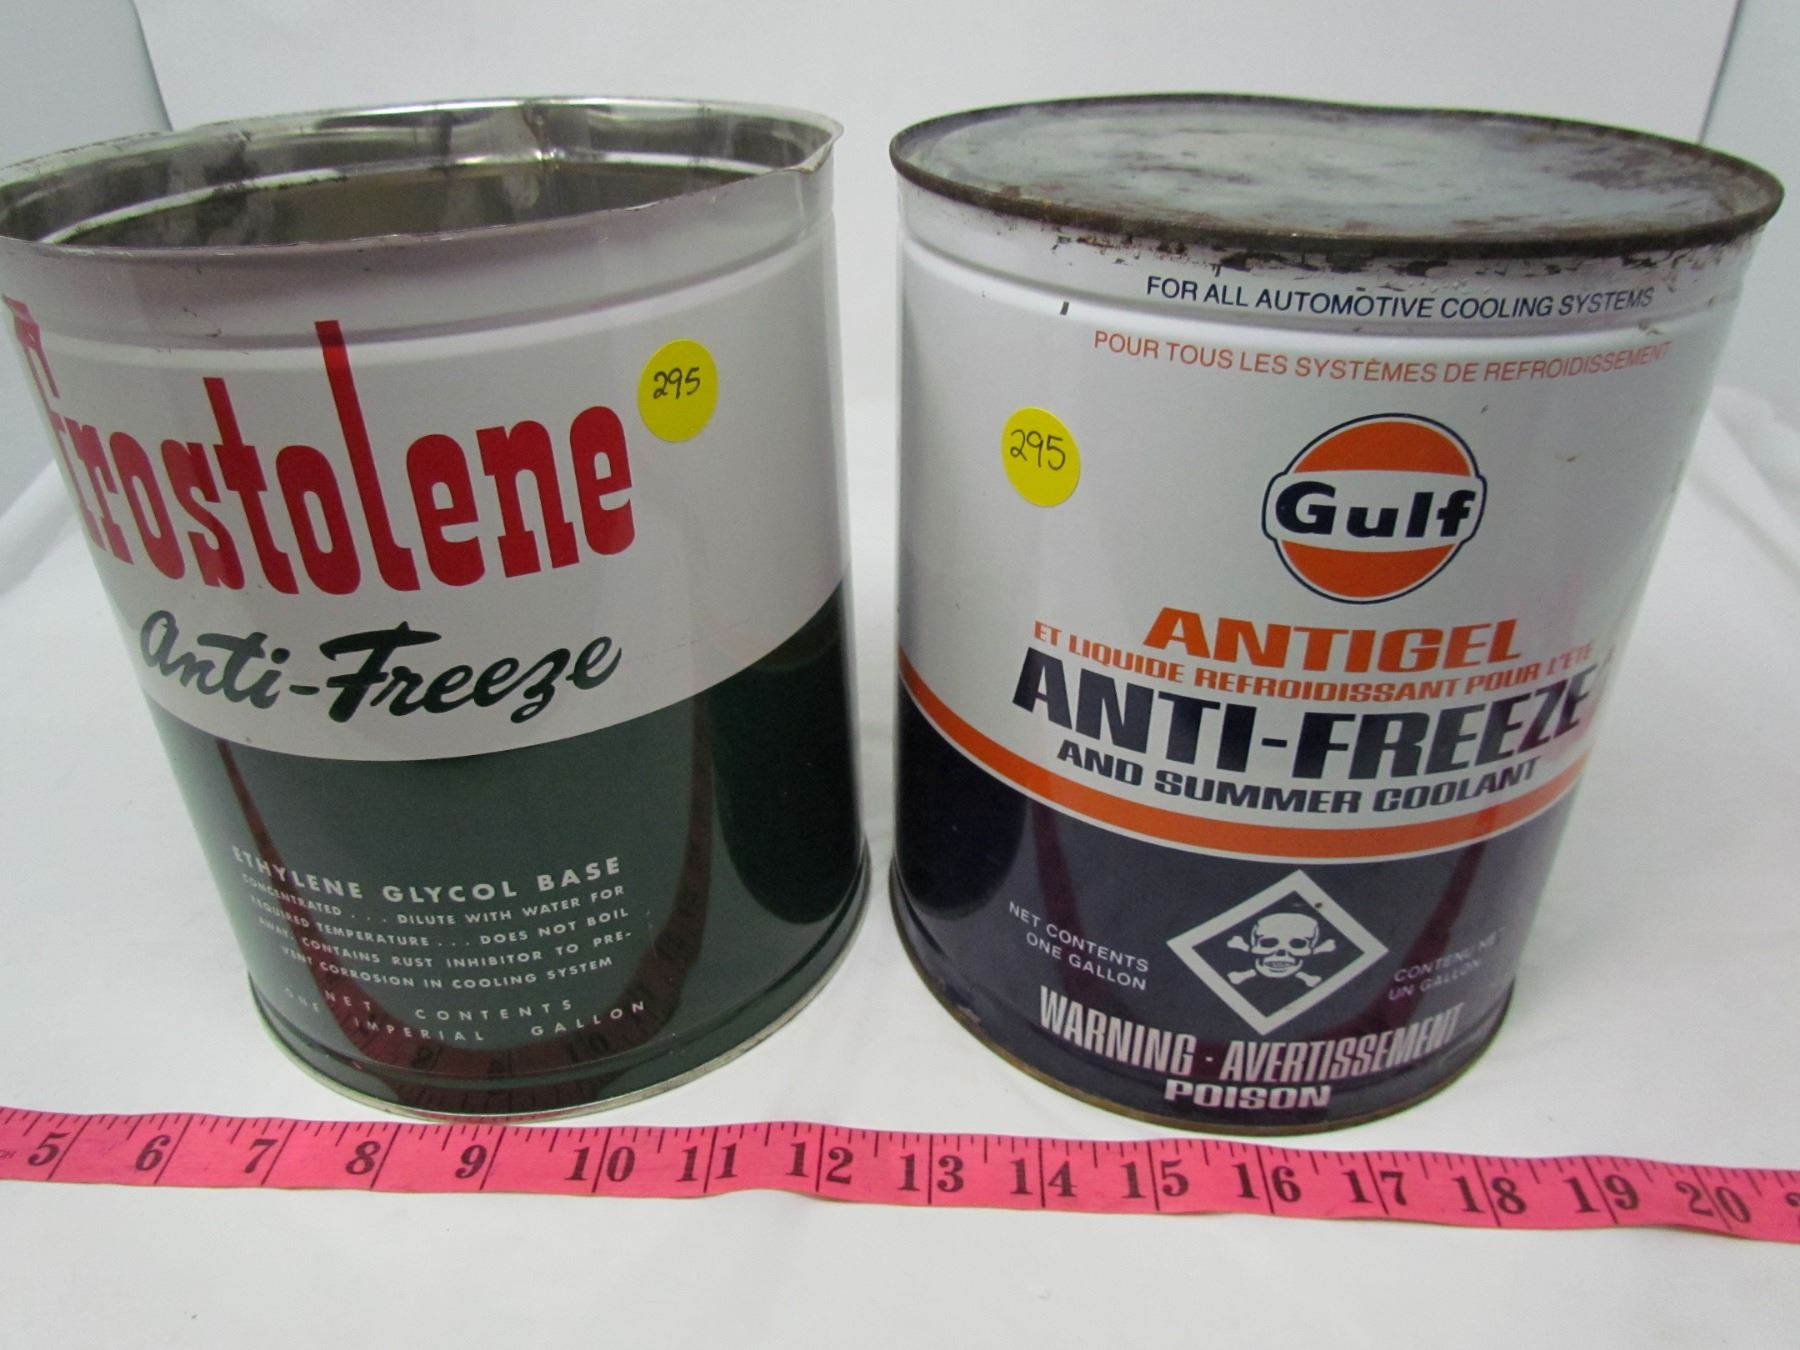 Frostolene
Anti-Freeze
295
ETHYLENE GLYCOL BASE
CONCENTRATED . . . DILUTE WITH WATER FOR
REQUIRED TEMPERATURE . . . DOES NOT BOIL
AWAY. CONTAINS RUST INHIBITOR TO PRE-
VENT CORROSION IN COOLING SYSTEM
NET CONTENTS
ONE IMPERIAL GALLON
FOR ALL AUTOMOTIVE COOLING SYSTEMS
POUR TOUS LES SYSTÈMES DE REFROIDISSEMENT
295
Gulf
ANTIGEL
ET LIQUIDE REFROIDISSANT POUR L'ÉTÉ
ANTI-FREEZE
AND SUMMER COOLANT
NET CONTENTS
ONE GALLON
CONTENU NET
UN GALLON
WARNING · AVERTISSEMENT
POISON
5 6 7 8 9 10 11 12 13 14 15 16 17 18 19 20